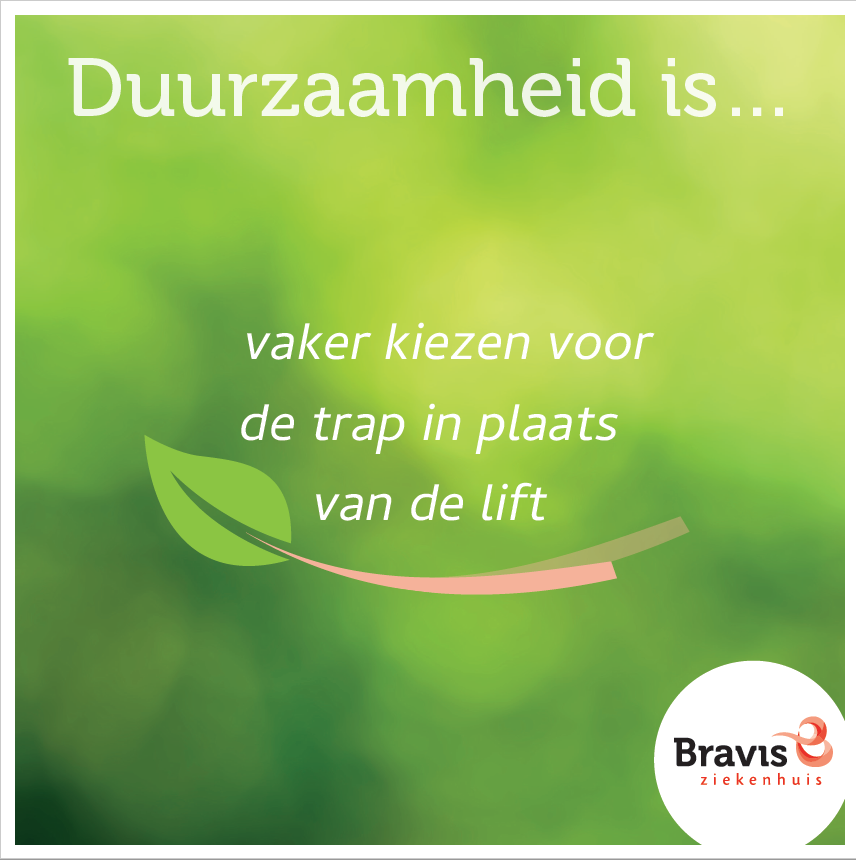 Duurzaamheid is...
vaker kiezen voor
de trap in plaats
van de lift
Bravis
ziekenhuis